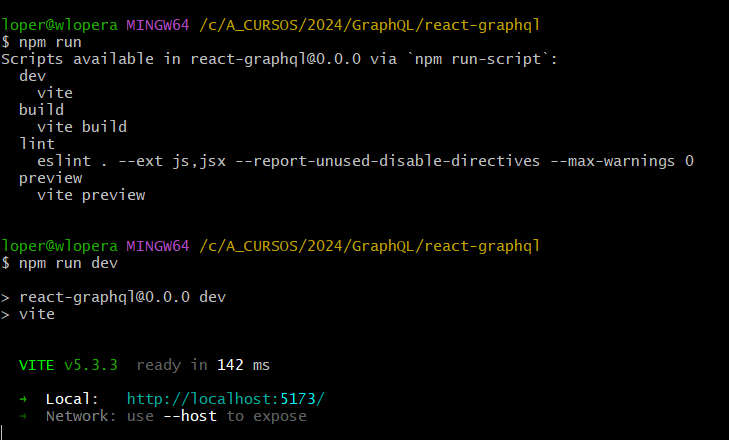 loper@wlopera MINGW64 /c/A_CURSOS/2024/GraphQL/react-graphql
$ npm run
Scripts available in react-graphql@0.0.0 via `npm run-script`:
  dev
    vite
  build
    vite build
  lint
    eslint . --ext js,jsx --report-unused-disable-directives --max-warnings 0
  preview
    vite preview
loper@wlopera MINGW64 /c/A_CURSOS/2024/GraphQL/react-graphql
$ npm run dev
> react-graphql@0.0.0 dev
> vite
  VITE v5.3.3  ready in 142 ms
  ➜  Local:   http://localhost:5173/
  ➜  Network: use --host to expose